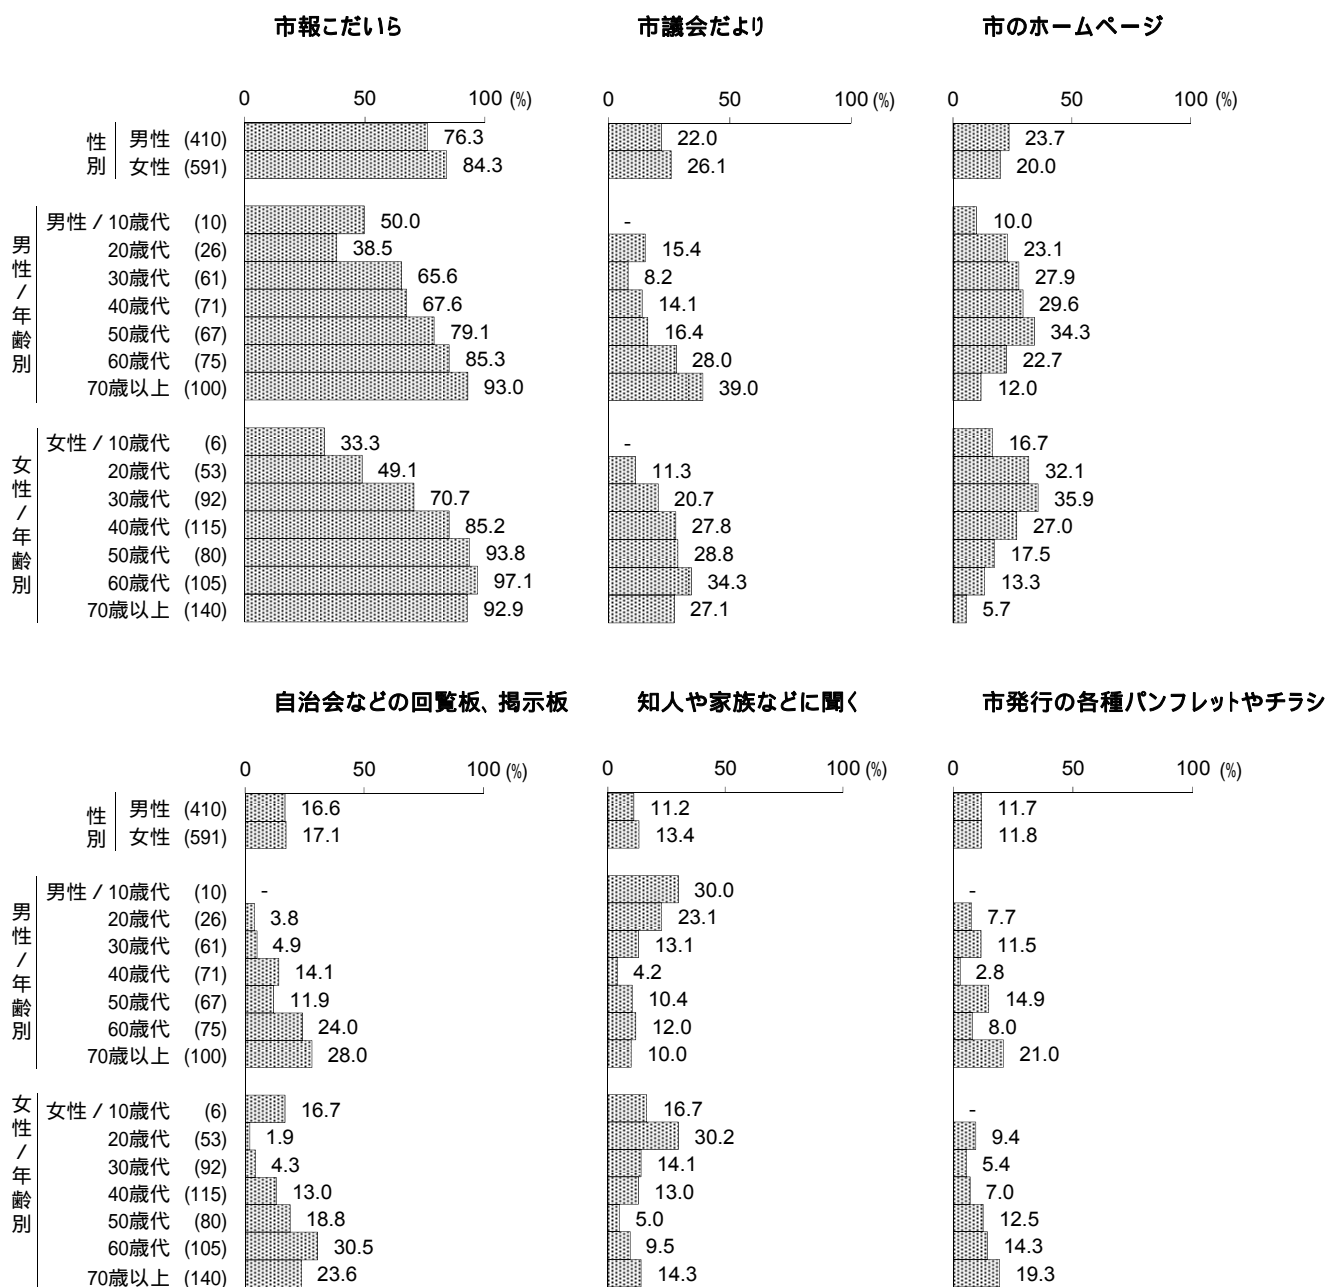 市報こだいら 市議会だより 市のホームページ
0 50 100 (%) 0 50 100 (%) 0 50 100 (%)
性別 男性 (410) 76.3 22.0 23.7
女性 (591) 84.3 26.1 20.0
男性/年齢別
男性/10歳代 (10) 50.0 - 10.0
20歳代 (26) 38.5 15.4 23.1
30歳代 (61) 65.6 8.2 27.9
40歳代 (71) 67.6 14.1 29.6
50歳代 (67) 79.1 16.4 34.3
60歳代 (75) 85.3 28.0 22.7
70歳以上 (100) 93.0 39.0 12.0
女性/年齢別
女性/10歳代 (6) 33.3 - 16.7
20歳代 (53) 49.1 11.3 32.1
30歳代 (92) 70.7 20.7 35.9
40歳代 (115) 85.2 27.8 27.0
50歳代 (80) 93.8 28.8 17.5
60歳代 (105) 97.1 34.3 13.3
70歳以上 (140) 92.9 27.1 5.7
自治会などの回覧板、掲示板 知人や家族などに聞く 市発行の各種パンフレットやチラシ
0 50 100 (%) 0 50 100 (%) 0 50 100 (%)
性別 男性 (410) 16.6 11.2 11.7
女性 (591) 17.1 13.4 11.8
男性/年齢別
男性/10歳代 (10) - 30.0 -
20歳代 (26) 3.8 23.1 7.7
30歳代 (61) 4.9 13.1 11.5
40歳代 (71) 14.1 4.2 2.8
50歳代 (67) 11.9 10.4 14.9
60歳代 (75) 24.0 12.0 8.0
70歳以上 (100) 28.0 10.0 21.0
女性/年齢別
女性/10歳代 (6) 16.7 16.7 -
20歳代 (53) 1.9 30.2 9.4
30歳代 (92) 4.3 14.1 5.4
40歳代 (115) 13.0 13.0 7.0
50歳代 (80) 18.8 5.0 12.5
60歳代 (105) 30.5 9.5 14.3
70歳以上 (140) 23.6 14.3 19.3